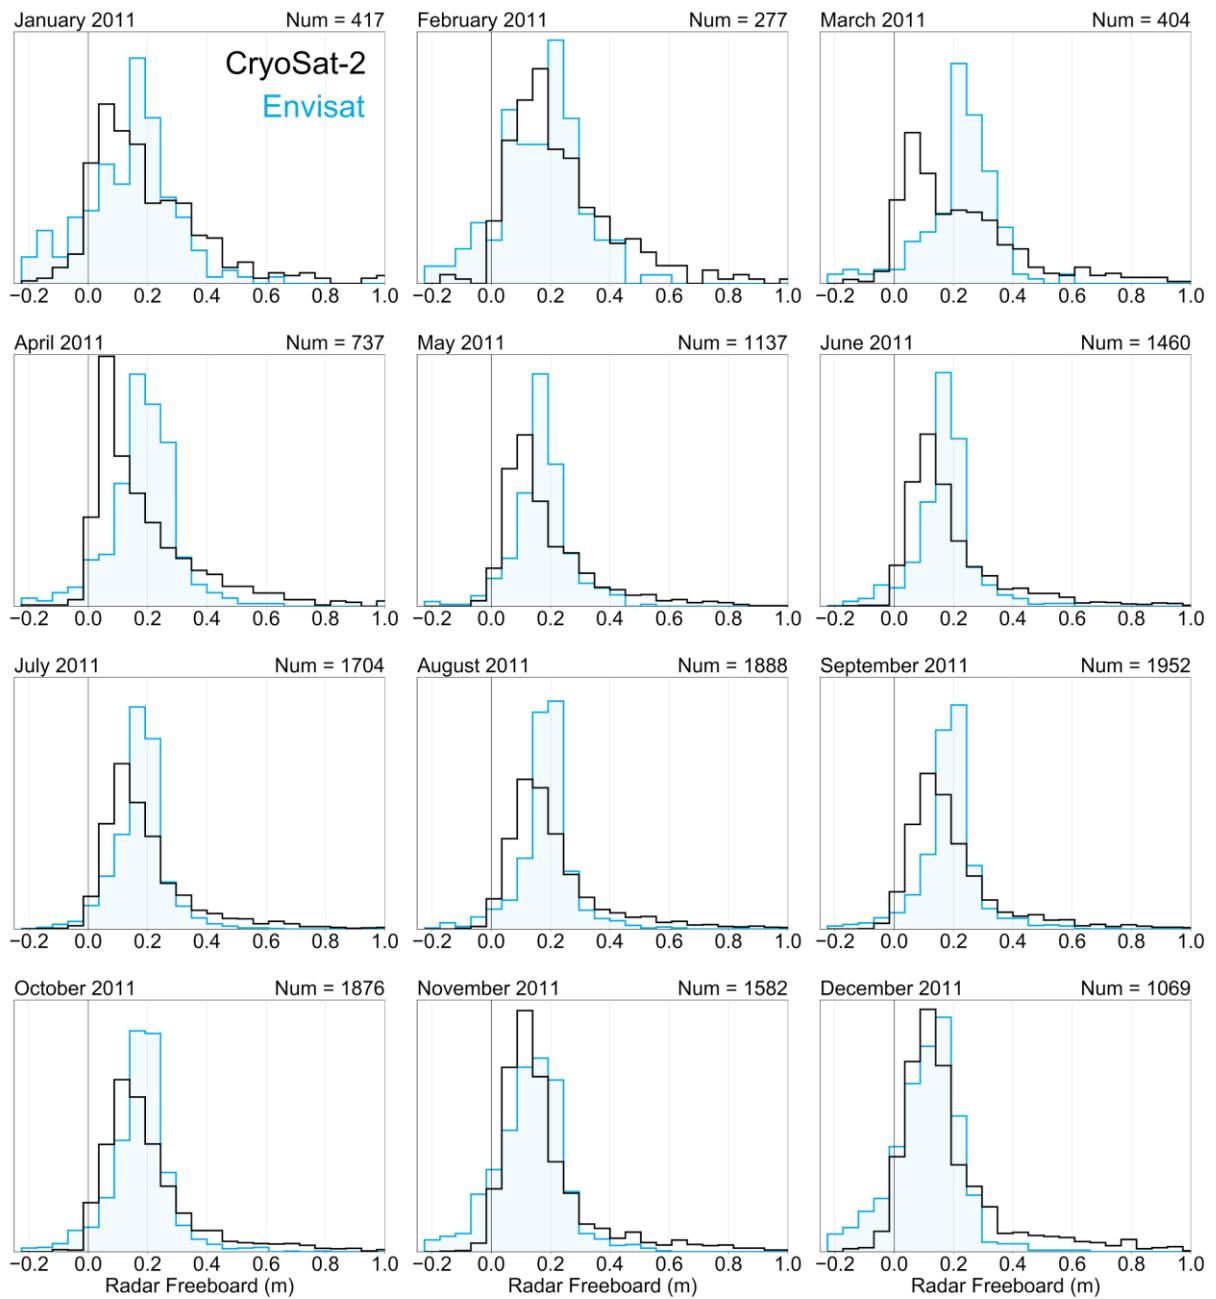 January 2011 Num = 417 February 2011 Num = 277 March 2011 Num = 404
CryoSat-2
Envisat
−0.2 0.0 0.2 0.4 0.6 0.8 1.0 −0.2 0.0 0.2 0.4 0.6 0.8 1.0 −0.2 0.0 0.2 0.4 0.6 0.8 1.0
April 2011 Num = 737 May 2011 Num = 1137 June 2011 Num = 1460
−0.2 0.0 0.2 0.4 0.6 0.8 1.0 −0.2 0.0 0.2 0.4 0.6 0.8 1.0 −0.2 0.0 0.2 0.4 0.6 0.8 1.0
July 2011 Num = 1704 August 2011 Num = 1888 September 2011 Num = 1952
−0.2 0.0 0.2 0.4 0.6 0.8 1.0 −0.2 0.0 0.2 0.4 0.6 0.8 1.0 −0.2 0.0 0.2 0.4 0.6 0.8 1.0
October 2011 Num = 1876 November 2011 Num = 1582 December 2011 Num = 1069
−0.2 0.0 0.2 0.4 0.6 0.8 1.0 −0.2 0.0 0.2 0.4 0.6 0.8 1.0 −0.2 0.0 0.2 0.4 0.6 0.8 1.0
Radar Freeboard (m) Radar Freeboard (m) Radar Freeboard (m)